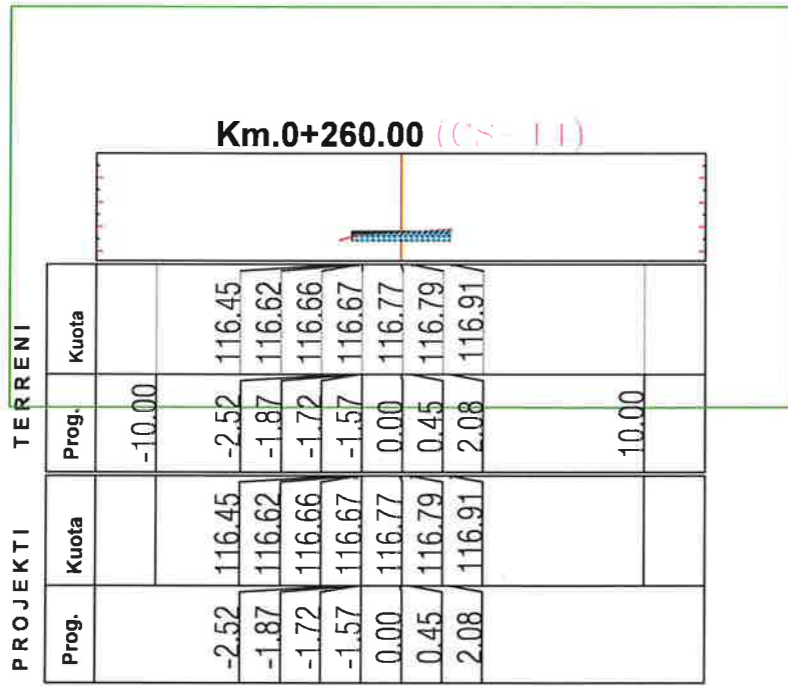 Km.0+260.00 (CS - 11)
TERRENI
Kuota
116.45 116.62 116.66 116.67 116.77 116.79 116.91
Prog.
-10.00 -2.52 -1.87 -1.72 -1.57 0.00 0.45 2.08 10.00
PROJEKTI
Kuota
116.45 116.62 116.66 116.67 116.77 116.79 116.91
Prog.
-2.52 -1.87 -1.72 -1.57 0.00 0.45 2.08